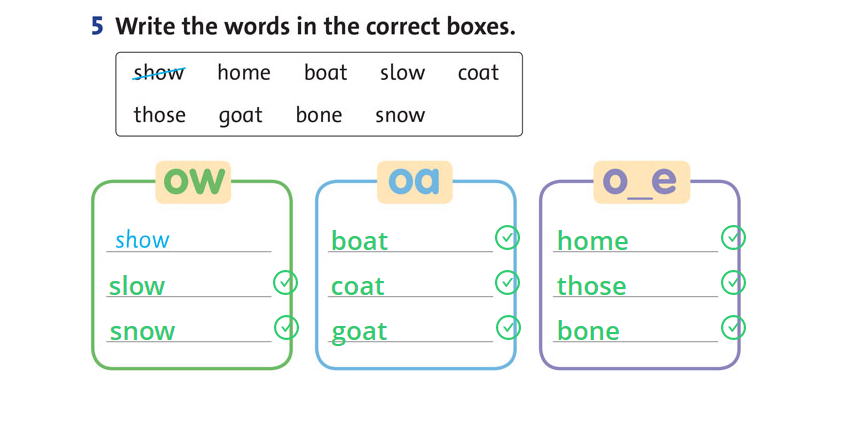 5 Write the words in the correct boxes.
show home boat slow coat
those goat bone snow
ow
show
slow
snow
oa
boat
coat
goat
o__e
home
those
bone